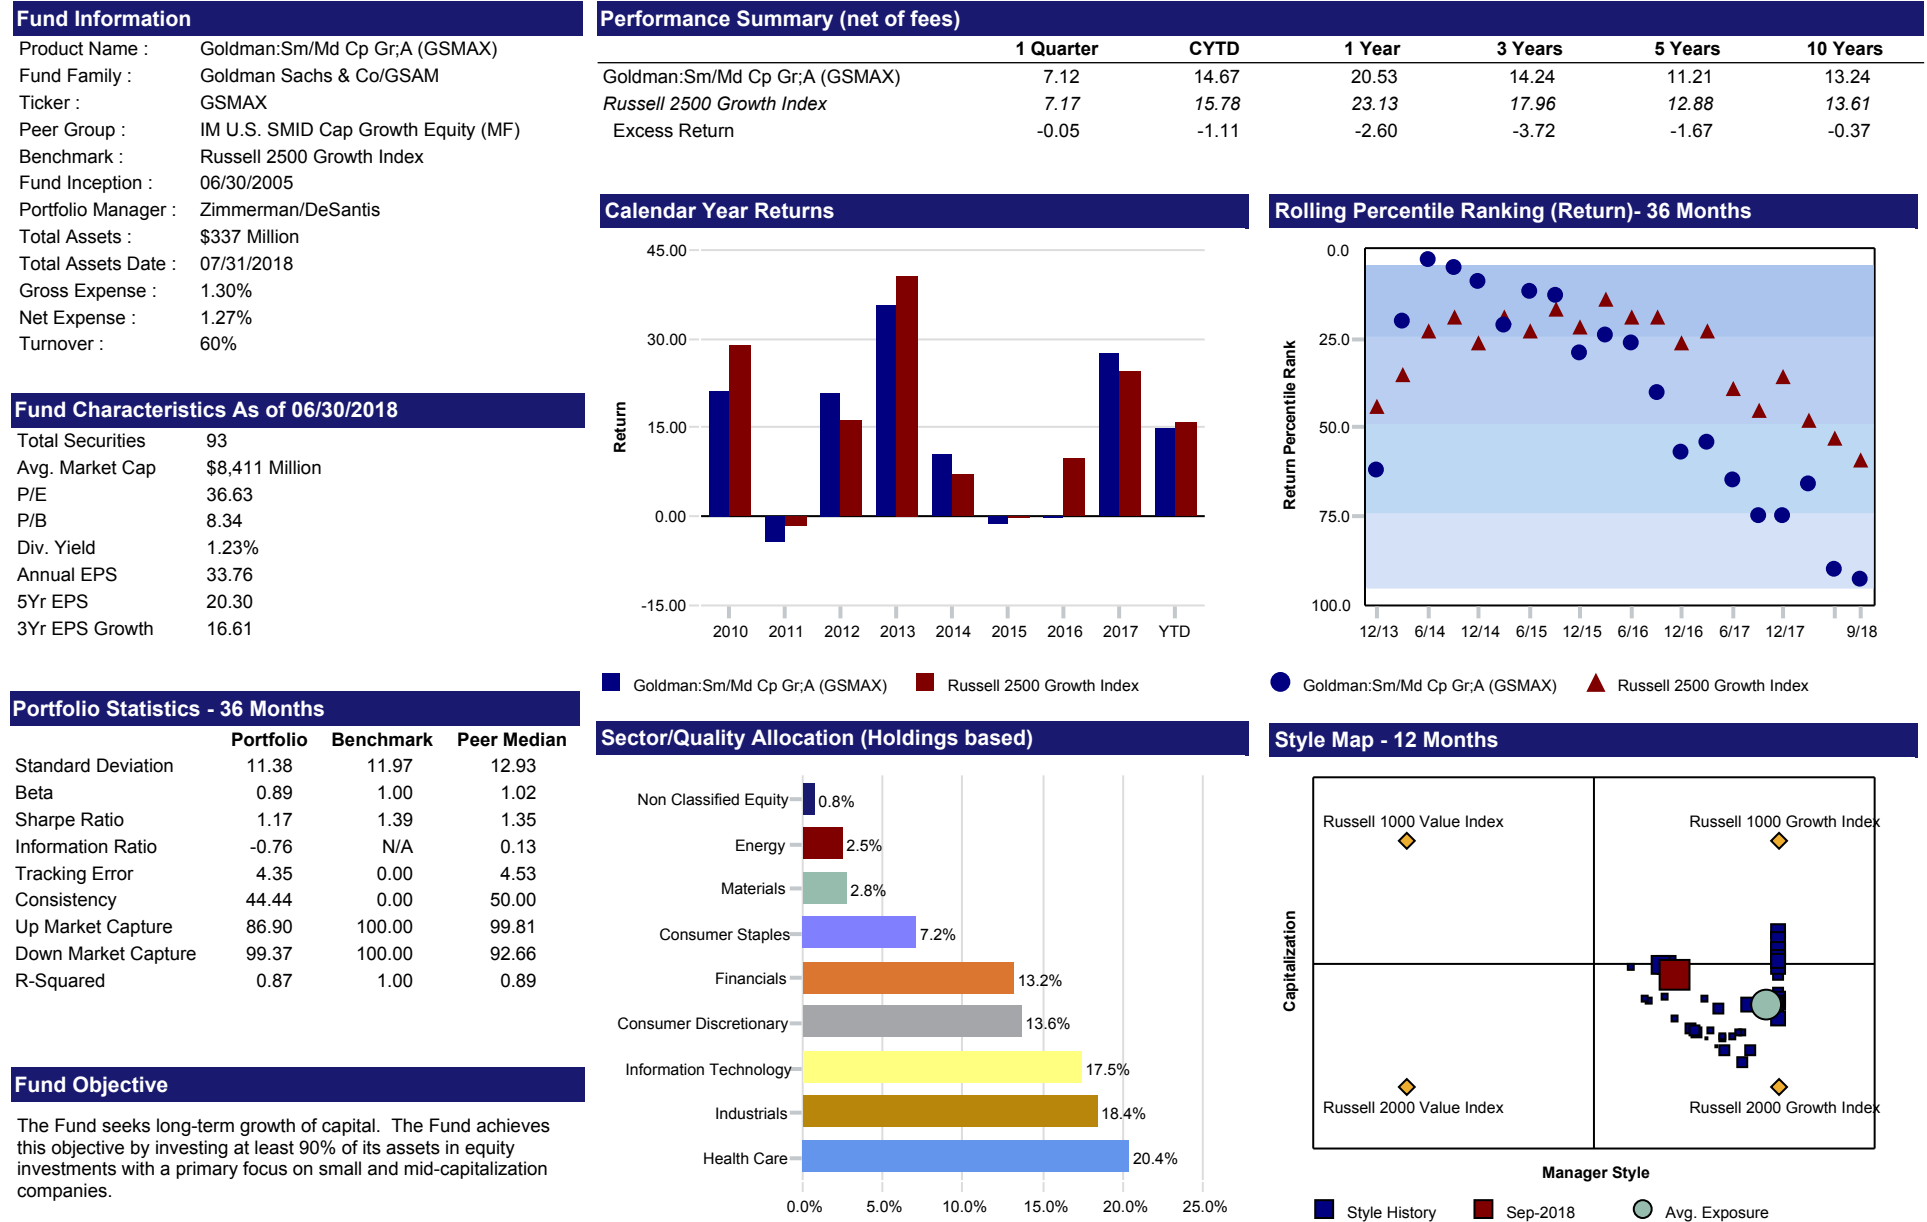 Fund Information
Product Name : Goldman:Sm/Md Cp Gr;A (GSMAX)
Fund Family : Goldman Sachs & Co/GSAM
Ticker : GSMAX
Peer Group : IM U.S. SMID Cap Growth Equity (MF)
Benchmark : Russell 2500 Growth Index
Fund Inception : 06/30/2005
Portfolio Manager : Zimmerman/DeSantis
Total Assets : $337 Million
Total Assets Date : 07/31/2018
Gross Expense : 1.30%
Net Expense : 1.27%
Turnover : 60%
Fund Characteristics As of 06/30/2018
Total Securities 93
Avg. Market Cap $8,411 Million
P/E 36.63
P/B 8.34
Div. Yield 1.23%
Annual EPS 33.76
5Yr EPS 20.30
3Yr EPS Growth 16.61
Portfolio Statistics - 36 Months
Portfolio Benchmark Peer Median
Standard Deviation 11.38 11.97 12.93
Beta 0.89 1.00 1.02
Sharpe Ratio 1.17 1.39 1.35
Information Ratio -0.76 N/A 0.13
Tracking Error 4.35 0.00 4.53
Consistency 44.44 0.00 50.00
Up Market Capture 86.90 100.00 99.81
Down Market Capture 99.37 100.00 92.66
R-Squared 0.87 1.00 0.89
Fund Objective
The Fund seeks long-term growth of capital. The Fund achieves
this objective by investing at least 90% of its assets in equity
investments with a primary focus on small and mid-capitalization
companies.
Performance Summary (net of fees)
1 Quarter CYTD 1 Year 3 Years 5 Years 10 Years
Goldman:Sm/Md Cp Gr;A (GSMAX) 7.12 14.67 20.53 14.24 11.21 13.24
Russell 2500 Growth Index 7.17 15.78 23.13 17.96 12.88 13.61
Excess Return -0.05 -1.11 -2.60 -3.72 -1.67 -0.37
Calendar Year Returns
45.00
30.00
15.00
0.00
-15.00
Return
2010 2011 2012 2013 2014 2015 2016 2017 YTD
Goldman:Sm/Md Cp Gr;A (GSMAX) Russell 2500 Growth Index
Rolling Percentile Ranking (Return)- 36 Months
0.0
25.0
50.0
75.0
100.0
Return Percentile Rank
12/13 6/14 12/14 6/15 12/15 6/16 12/16 6/17 12/17 9/18
Goldman:Sm/Md Cp Gr;A (GSMAX) Russell 2500 Growth Index
Sector/Quality Allocation (Holdings based)
Non Classified Equity 0.8%
Energy 2.5%
Materials 2.8%
Consumer Staples 7.2%
Financials 13.2%
Consumer Discretionary 13.6%
Information Technology 17.5%
Industrials 18.4%
Health Care 20.4%
0.0% 5.0% 10.0% 15.0% 20.0% 25.0%
Style Map - 12 Months
Russell 1000 Value Index Russell 1000 Growth Index
Capitalization
Russell 2000 Value Index Russell 2000 Growth Index
Manager Style
Style History Sep-2018 Avg. Exposure